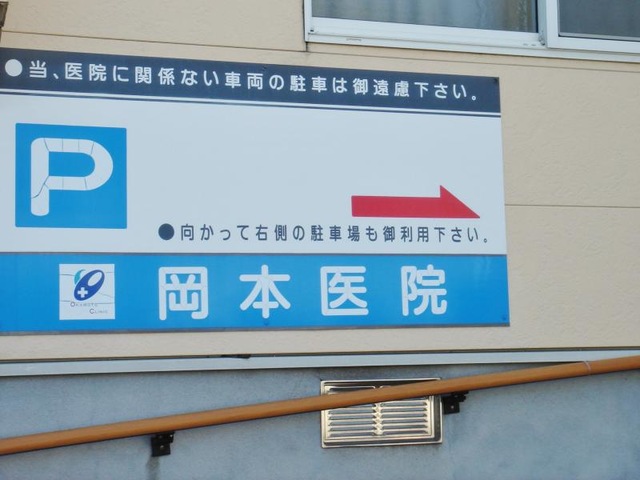 ●当、医院に関係ない車両の駐車は御遠慮下さい。
P
●向かって右側の駐車場も御利用下さい。
岡本医院
OKAMOTO
CLINIC